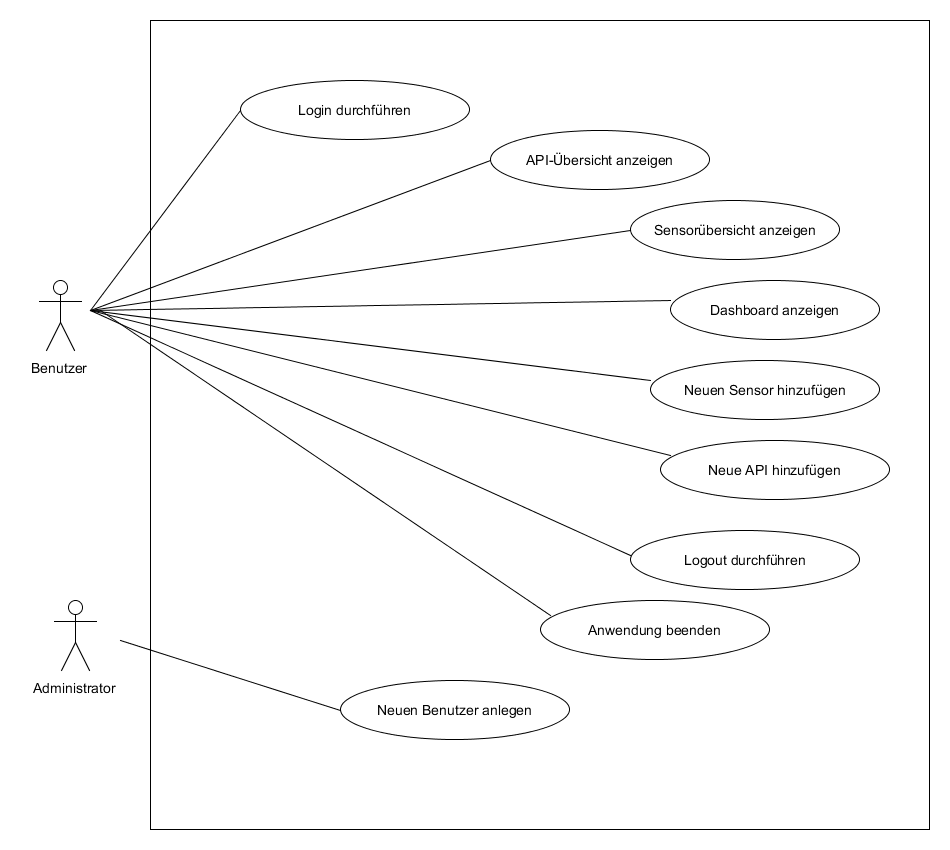 Login durchführen
API-Übersicht anzeigen
Sensorübersicht anzeigen
Dashboard anzeigen
Benutzer
Neuen Sensor hinzufügen
Neue API hinzufügen
Logout durchführen
Anwendung beenden
Administrator
Neuen Benutzer anlegen